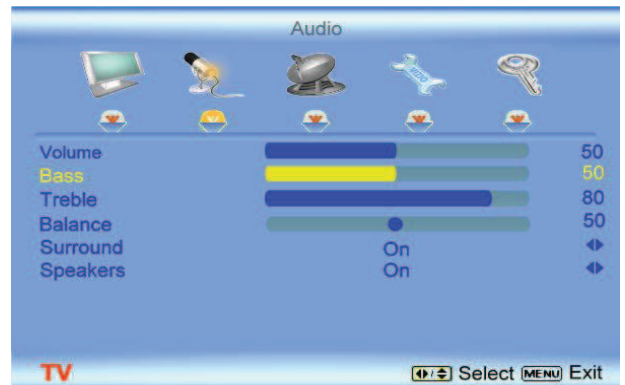 Audio
Volume 50
Bass 50
Treble 80
Balance 50
Surround On
Speakers On
TV Select MENU Exit